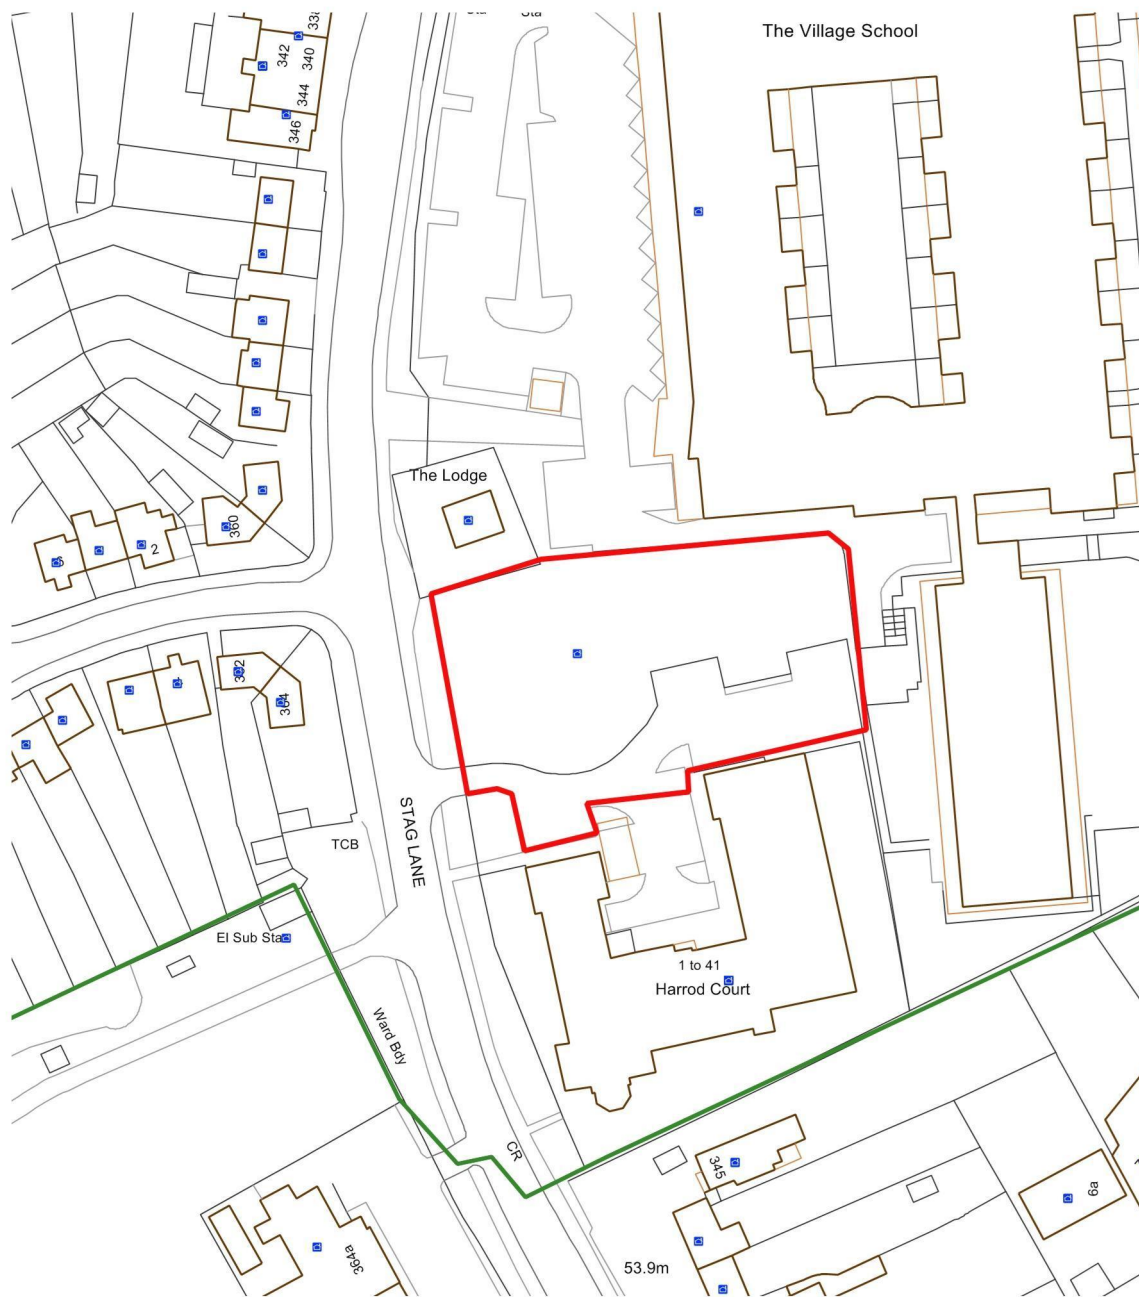 Sta
The Village School
342
340
344
346
The Lodge
360
2
364
STAG LANE
TCB
El Sub Sta
1 to 41
Harrod Court
Ward Bdy
CR
345
6a
364a
53.9m